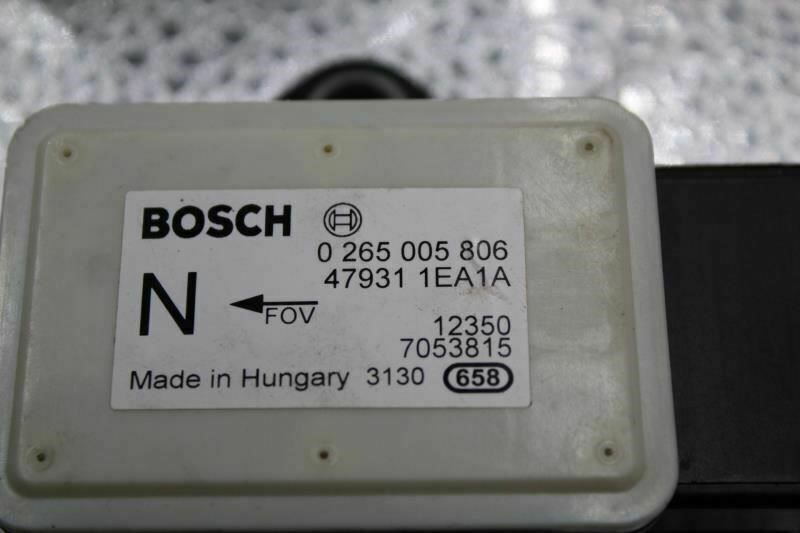 BOSCH
0 265 005 806
47931 1EA1A
N
FOV
12350
7053815
Made in Hungary 3130 658